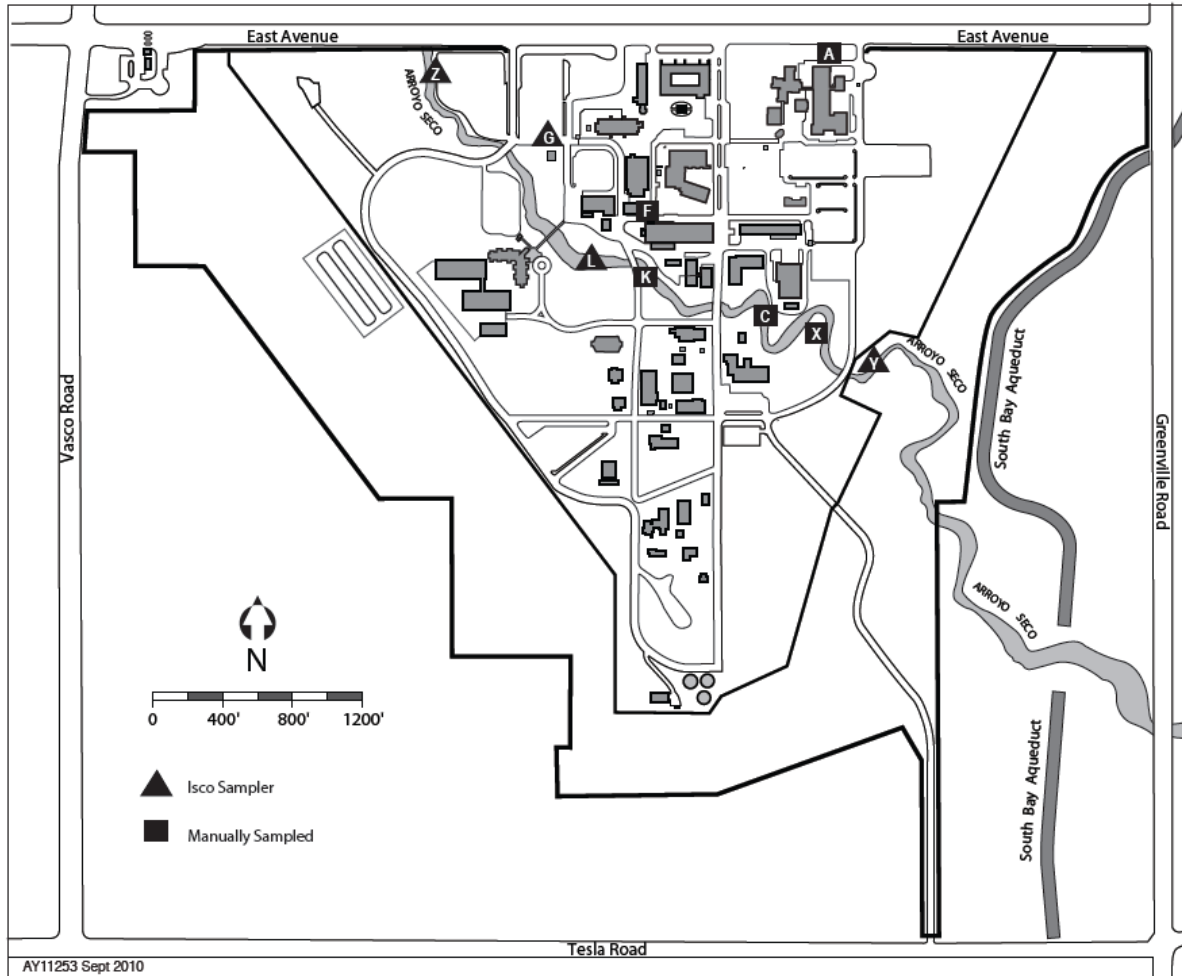 East Avenue
East Avenue
A
Z
ARROYO SECO
G
F
L
K
C
X
Y
ARROYO SECO
South Bay Aqueduct
Vasco Road
Greenville Road
ARROYO SECO
N
0 400' 800' 1200'
Isco Sampler
Manually Sampled
South Bay Aqueduct
Tesla Road
AY11253 Sept 2010